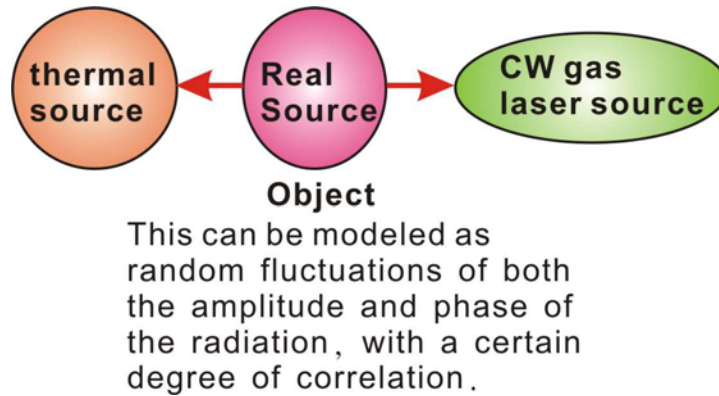 thermal
source
Real
Source
CW gas
laser source
Object
This can be modeled as
random fluctuations of both
the amplitude and phase of
the radiation, with a certain
degree of correlation.